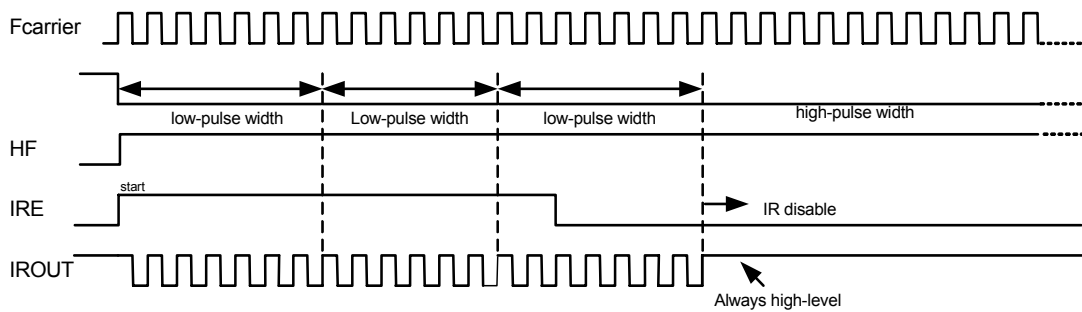 Fcarrier
low-pulse width
Low-pulse width
low-pulse width
high-pulse width
HF
start
IRE
IR disable
IROUT
Always high-level